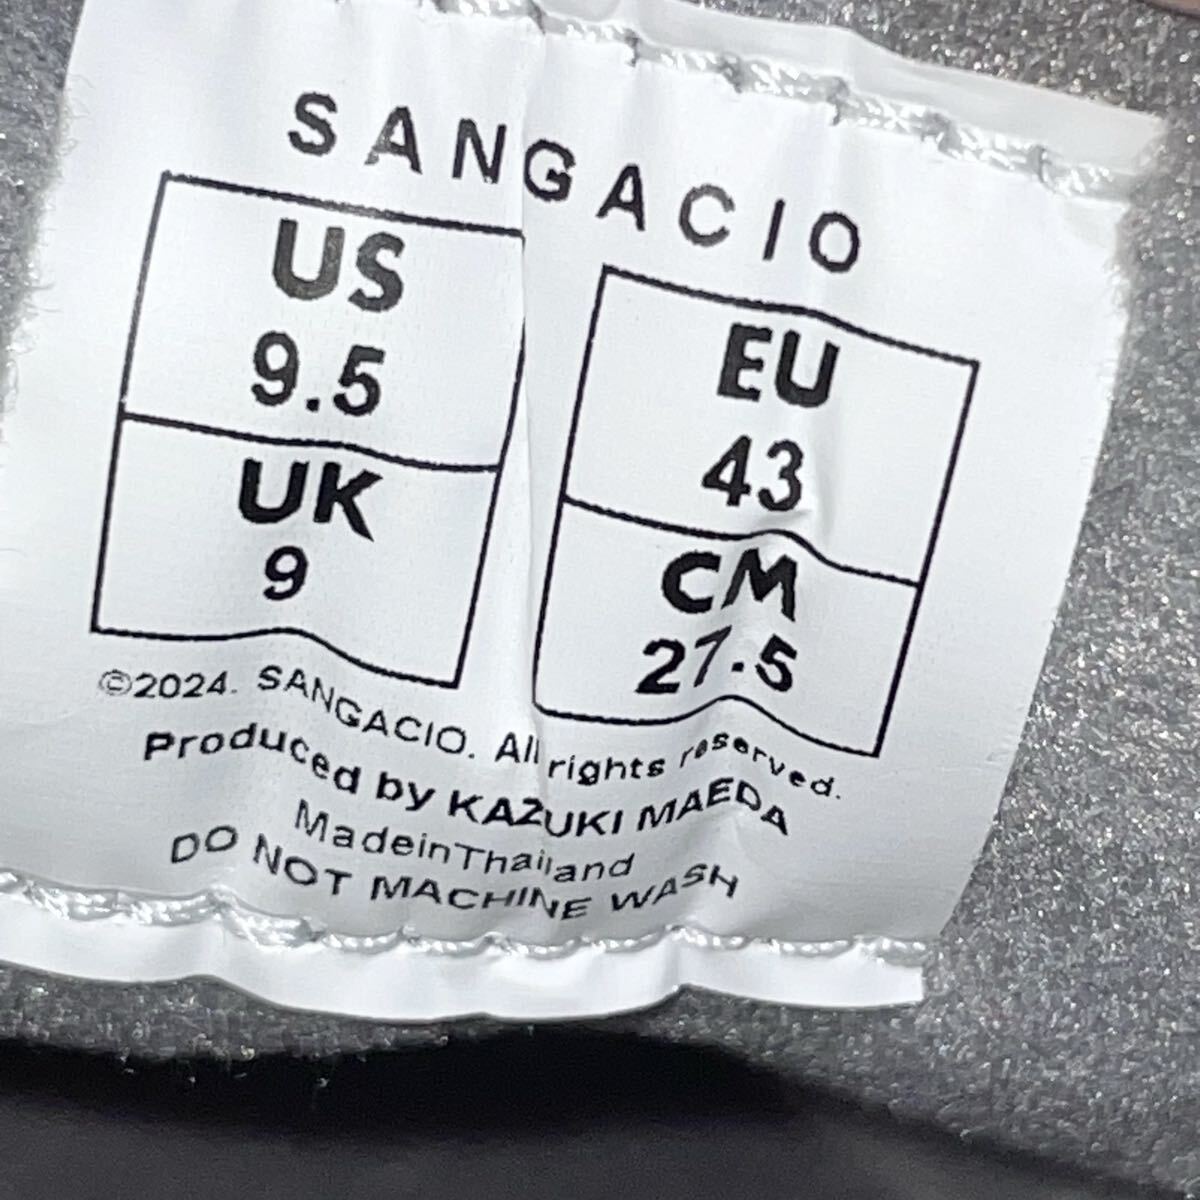 SANGACIO
US
9.5
UK
9
EU
43
CM
27.5
©2024. SANGACIO. All rights reserved.
Produced by KAZUKI MAEDA
MadeinThailand
DO NOT MACHINE WASH